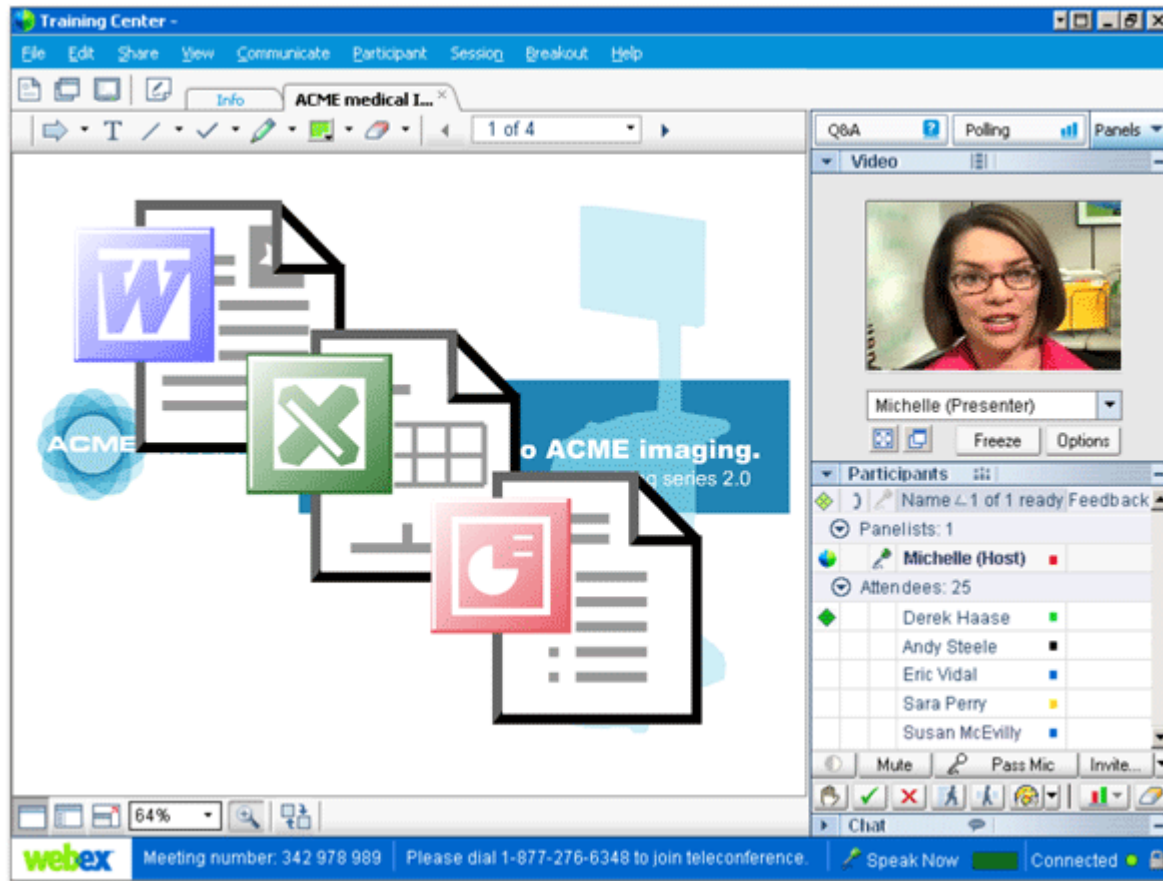 Training Center -
File Edit Share View Communicate Participant Session Breakout Help
Info ACME medical I...
T 1 of 4
Q&A Polling Panels
Video
W
ACME
o ACME imaging.
series 2.0
Michelle (Presenter)
Freeze Options
Participants
Name 1 of 1 ready Feedback
Panelists: 1
Michelle (Host)
Attendees: 25
Derek Haase
Andy Steele
Eric Vidal
Sara Perry
Susan McEvilly
Mute Pass Mic Invite...
64%
Chat
webex Meeting number: 342 978 989 Please dial 1-877-276-6348 to join teleconference. Speak Now Connected